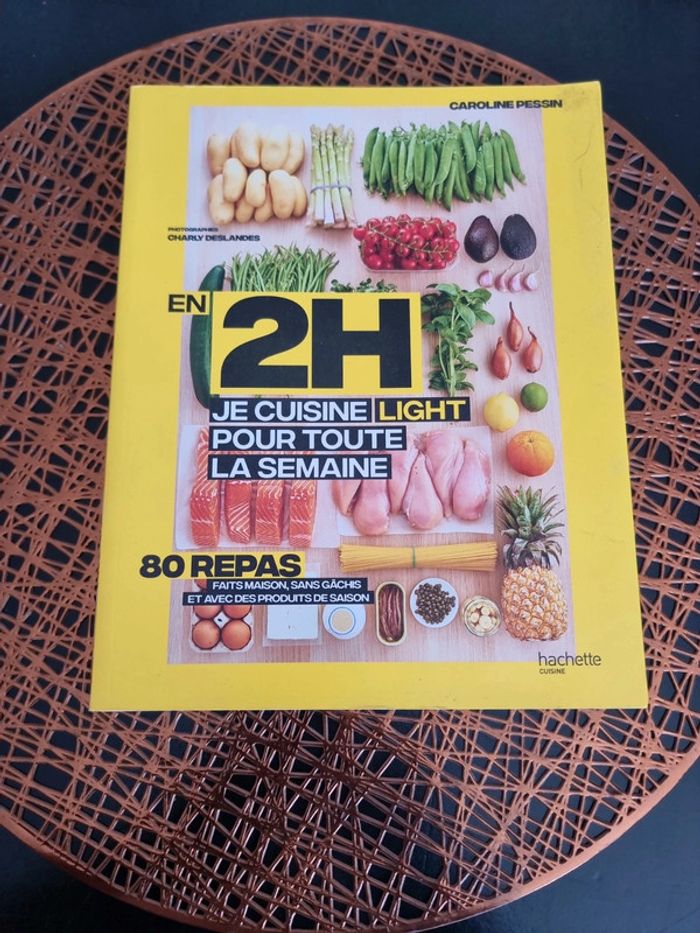 CAROLINE PESSIN
PHOTOGRAPHIES
CHARLY DESLANDES
EN 2H
JE CUISINE LIGHT
POUR TOUTE
LA SEMAINE
80 REPAS
FAITS MAISON, SANS GÂCHIS
ET AVEC DES PRODUITS DE SAISON
hachette
CUISINE